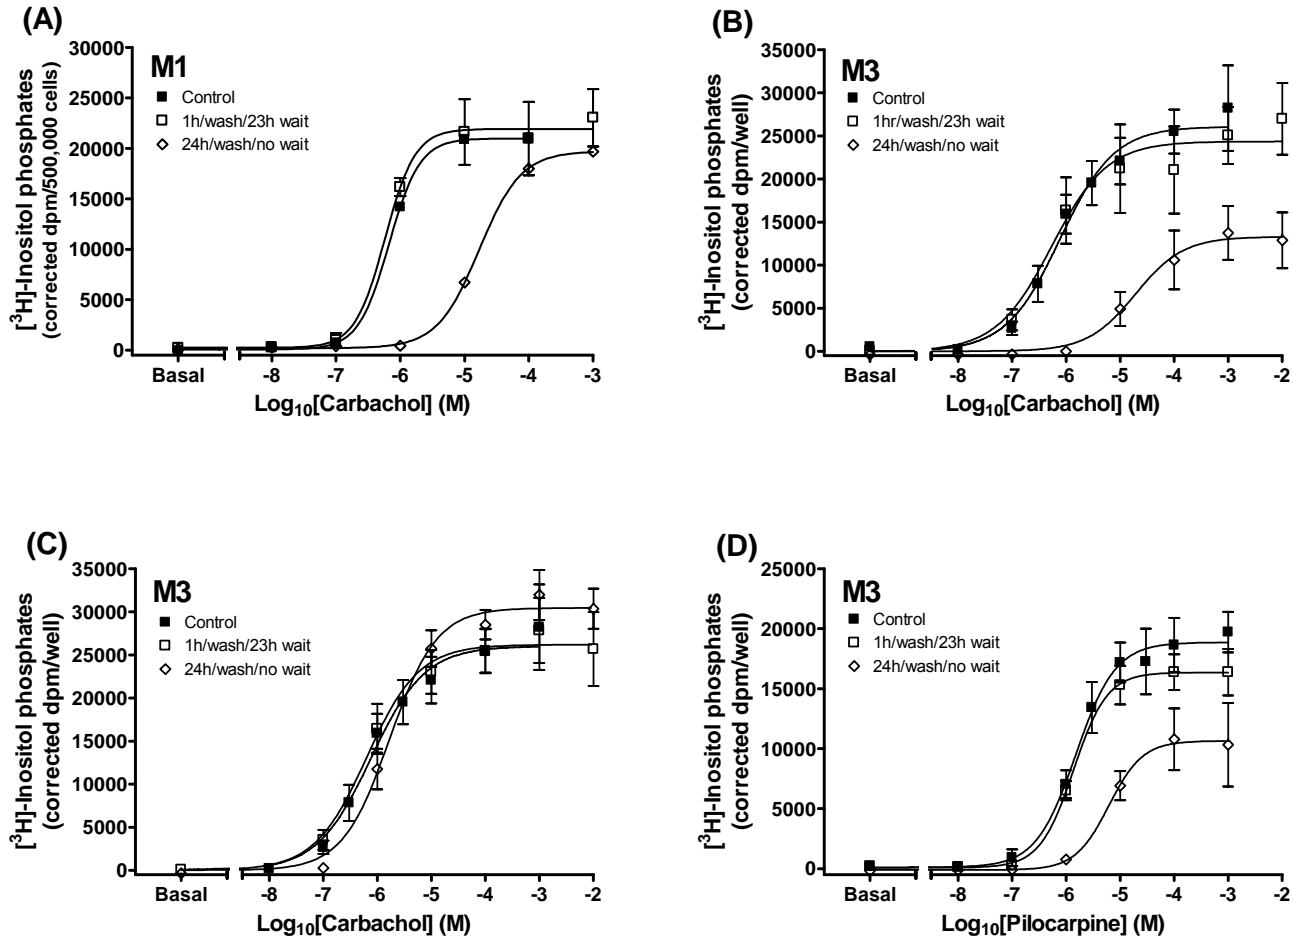 (A)
M1
Control
1h/wash/23h wait
24h/wash/no wait
[³H]-Inositol phosphates
(corrected dpm/500,000 cells)
30000
25000
20000
15000
10000
5000
0
Basal -8 -7 -6 -5 -4 -3
Log₁₀[Carbachol] (M)
(B)
M3
Control
1hr/wash/23h wait
24h/wash/no wait
[³H]-Inositol phosphates
(corrected dpm/well)
35000
30000
25000
20000
15000
10000
5000
0
Basal -8 -7 -6 -5 -4 -3 -2
Log₁₀[Carbachol] (M)
(C)
M3
Control
1h/wash/23h wait
24h/wash/no wait
[³H]-Inositol phosphates
(corrected dpm/well)
35000
30000
25000
20000
15000
10000
5000
0
Basal -8 -7 -6 -5 -4 -3 -2
Log₁₀[Carbachol] (M)
(D)
M3
Control
1h/wash/23h wait
24h/wash/no wait
[³H]-Inositol phosphates
(corrected dpm/well)
25000
20000
15000
10000
5000
0
Basal -8 -7 -6 -5 -4 -3 -2
Log₁₀[Pilocarpine] (M)